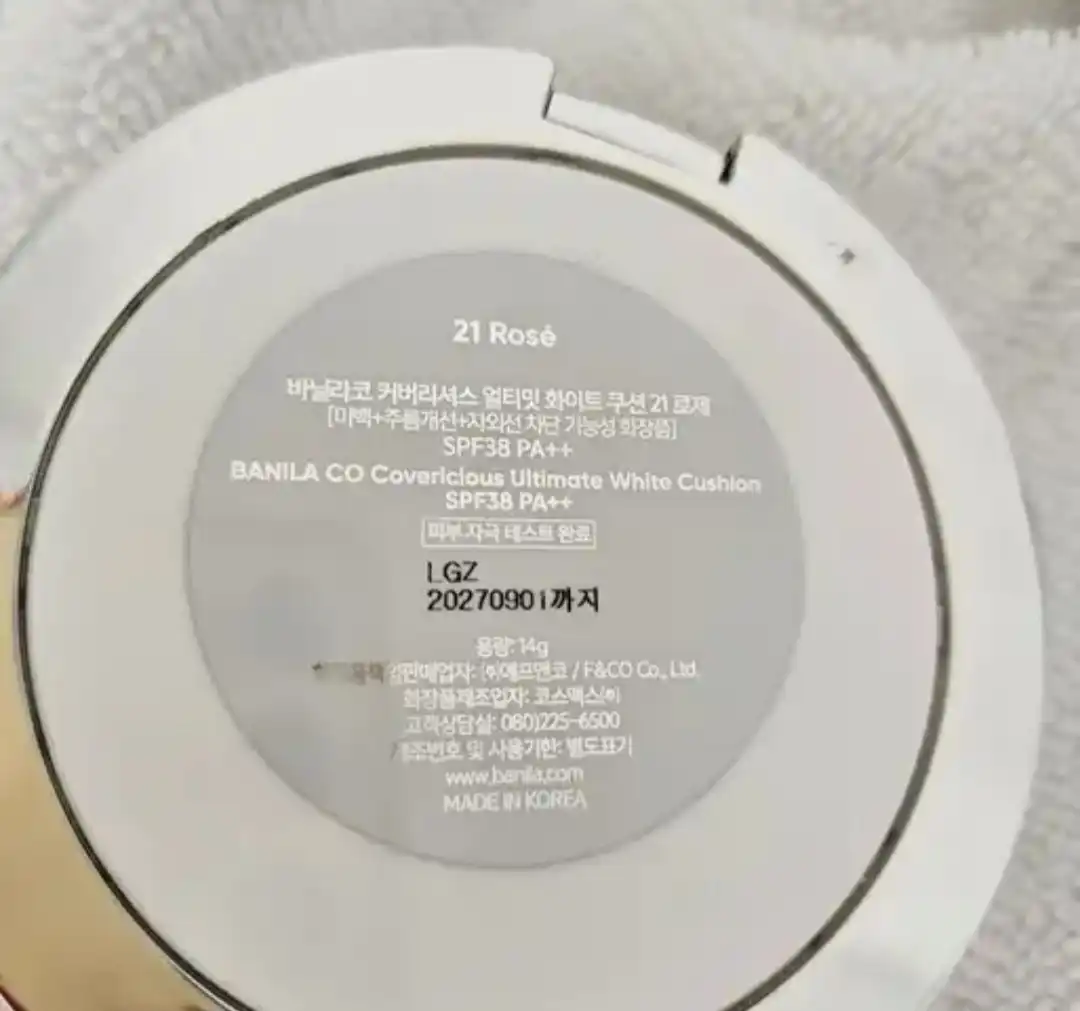 21 Rosé
바닐라코 커버리셔스 얼티밋 화이트 쿠션 21 로제
[미백+주름개선+자외선 차단 기능성 화장품]
SPF38 PA++
BANILA CO Covericious Ultimate White Cushion
SPF38 PA++
피부 자극 테스트 완료
LGZ
20270901까지
용량: 14g
판매업자: ㈜에프앤코 / F&CO Co., Ltd.
화장품제조업자: 코스맥스㈜
고객상담실: 080)225-6500
제조번호 및 사용기한: 별도표기
www.banila.com
MADE IN KOREA